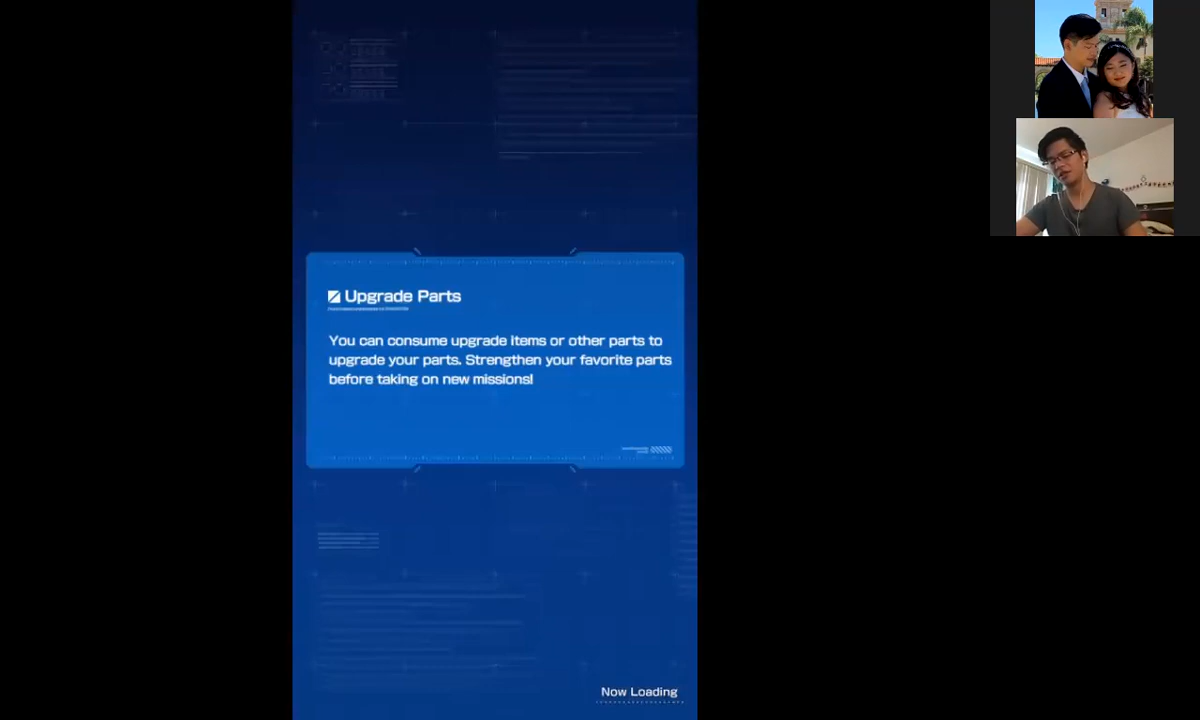 Upgrade Parts
You can consume upgrade items or other parts to
upgrade your parts. Strengthen your favorite parts
before taking on new missions!
Now Loading